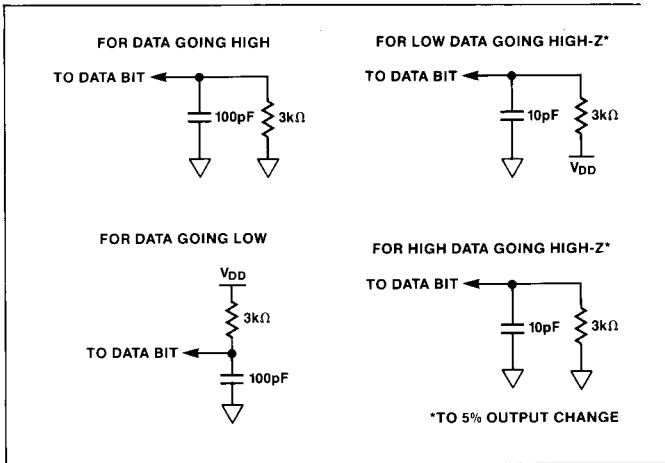 FOR DATA GOING HIGH
TO DATA BIT
100pF
3kΩ
FOR LOW DATA GOING HIGH-Z*
TO DATA BIT
10pF
3kΩ
VDD
FOR DATA GOING LOW
VDD
3kΩ
TO DATA BIT
100pF
FOR HIGH DATA GOING HIGH-Z*
TO DATA BIT
10pF
3kΩ
*TO 5% OUTPUT CHANGE